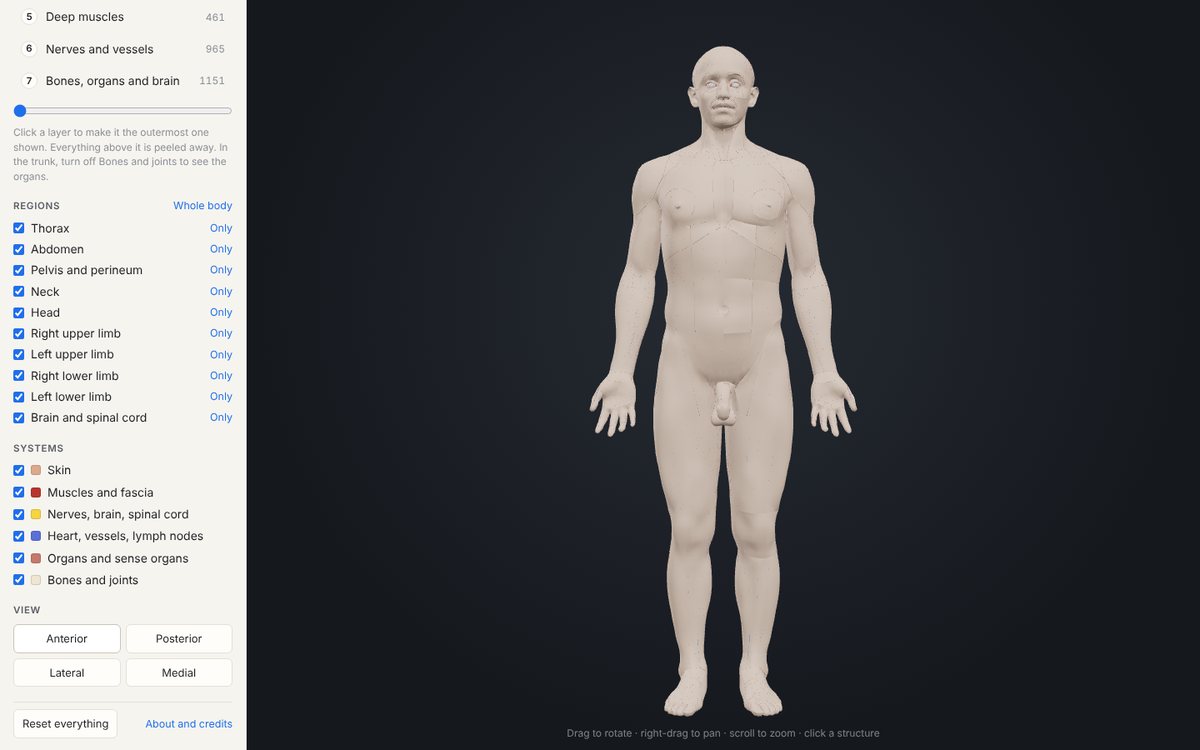 5 Deep muscles 461
6 Nerves and vessels 965
7 Bones, organs and brain 1151
Click a layer to make it the outermost one
shown. Everything above it is peeled away. In
the trunk, turn off Bones and joints to see the
organs.
REGIONS Whole body
Thorax Only
Abdomen Only
Pelvis and perineum Only
Neck Only
Head Only
Right upper limb Only
Left upper limb Only
Right lower limb Only
Left lower limb Only
Brain and spinal cord Only
SYSTEMS
Skin
Muscles and fascia
Nerves, brain, spinal cord
Heart, vessels, lymph nodes
Organs and sense organs
Bones and joints
VIEW
Anterior Posterior
Lateral Medial
Reset everything About and credits
Drag to rotate · right-drag to pan · scroll to zoom · click a structure